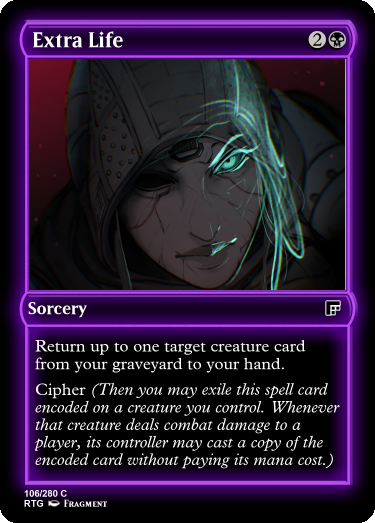 Extra Life 2
Sorcery
Return up to one target creature card
from your graveyard to your hand.
Cipher (Then you may exile this spell card
encoded on a creature you control. Whenever
that creature deals combat damage to a
player, its controller may cast a copy of the
encoded card without paying its mana cost.)
106/280 C
RTG FRAGMENT